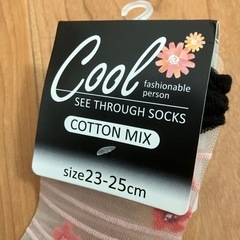 Cool
fashionable
person
SEE THROUGH SOCKS
COTTON MIX
size23-25cm